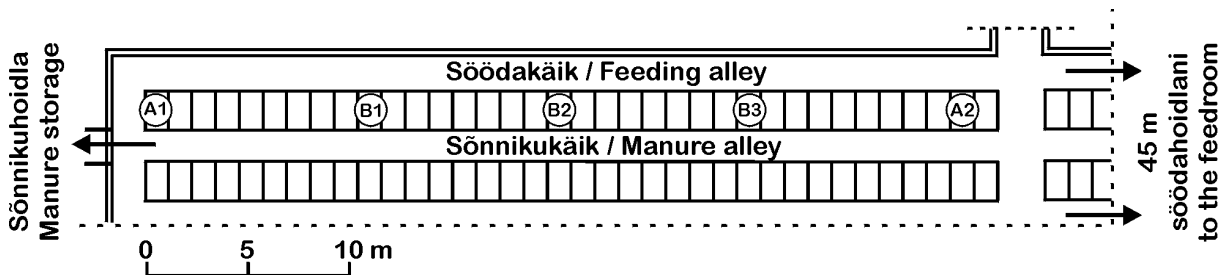 Sõnnikuhoidla
Manure storage
Söödakäik / Feeding alley
A1 B1 B2 B3 A2
Sõnnikukäik / Manure alley
45 m
söödahoidlani
to the feedroom
0 5 10 m